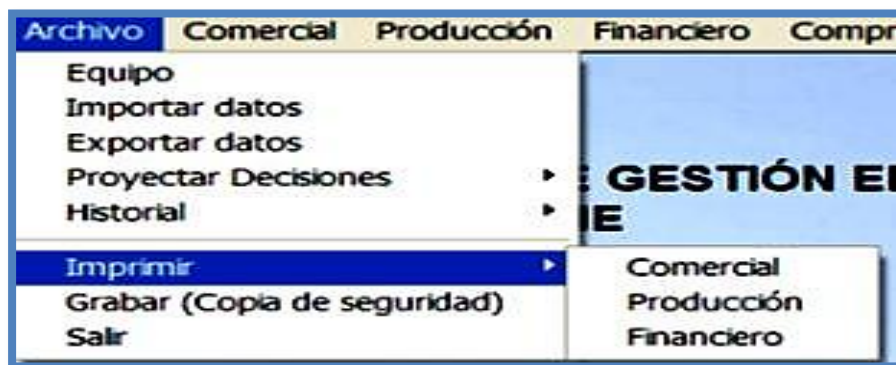 Archivo Comercial Producción Financiero Compr
Equipo
Importar datos
Exportar datos
Proyectar Decisiones
Historial
Imprimir
Grabar (Copia de seguridad)
Salir
Comercial
Producción
Financiero
GESTIÓN